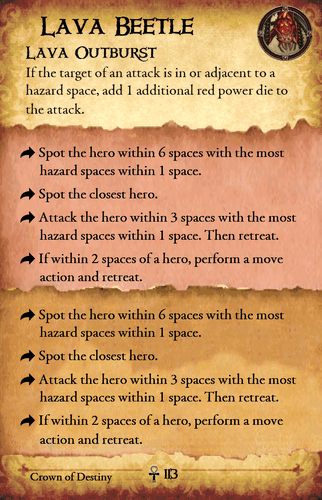 Lava Beetle
Lava Outburst
If the target of an attack is in or adjacent to a
hazard space, add 1 additional red power die to
the attack.
Spot the hero within 6 spaces with the most
hazard spaces within 1 space.
Spot the closest hero.
Attack the hero within 3 spaces with the most
hazard spaces within 1 space. Then retreat.
If within 2 spaces of a hero, perform a move
action and retreat.
Spot the hero within 6 spaces with the most
hazard spaces within 1 space.
Spot the closest hero.
Attack the hero within 3 spaces with the most
hazard spaces within 1 space. Then retreat.
If within 2 spaces of a hero, perform a move
action and retreat.
Crown of Destiny 113